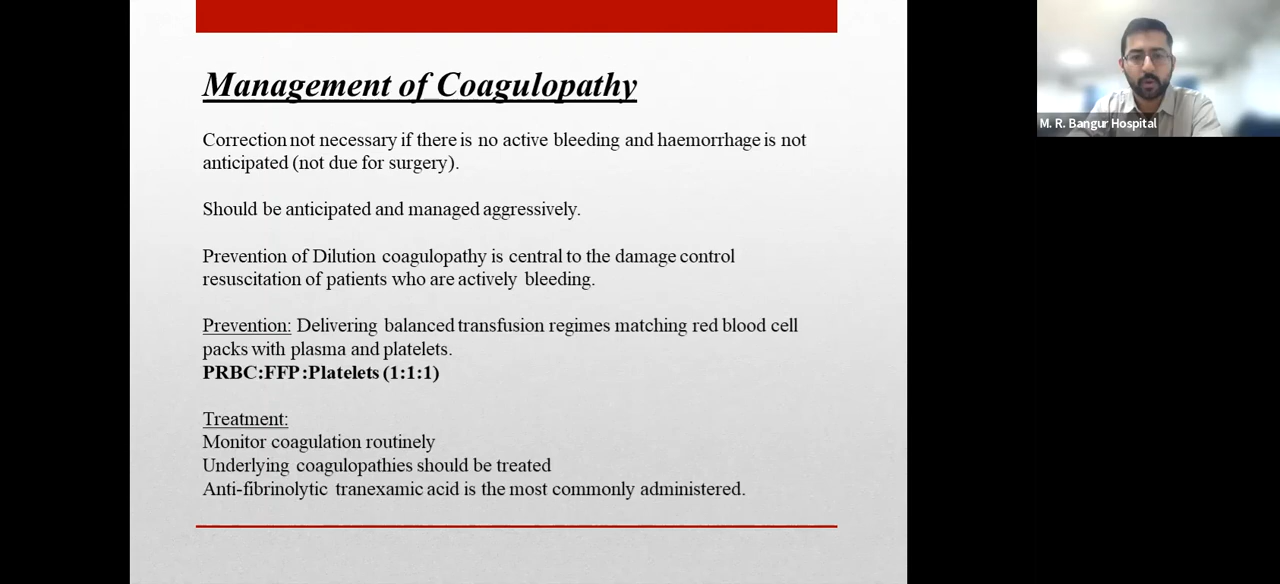 Management of Coagulopathy
Correction not necessary if there is no active bleeding and haemorrhage is not
anticipated (not due for surgery).
Should be anticipated and managed aggressively.
Prevention of Dilution coagulopathy is central to the damage control
resuscitation of patients who are actively bleeding.
Prevention: Delivering balanced transfusion regimes matching red blood cell
packs with plasma and platelets.
PRBC:FFP:Platelets (1:1:1)
Treatment:
Monitor coagulation routinely
Underlying coagulopathies should be treated
Anti-fibrinolytic tranexamic acid is the most commonly administered.
M. R. Bangur Hospital